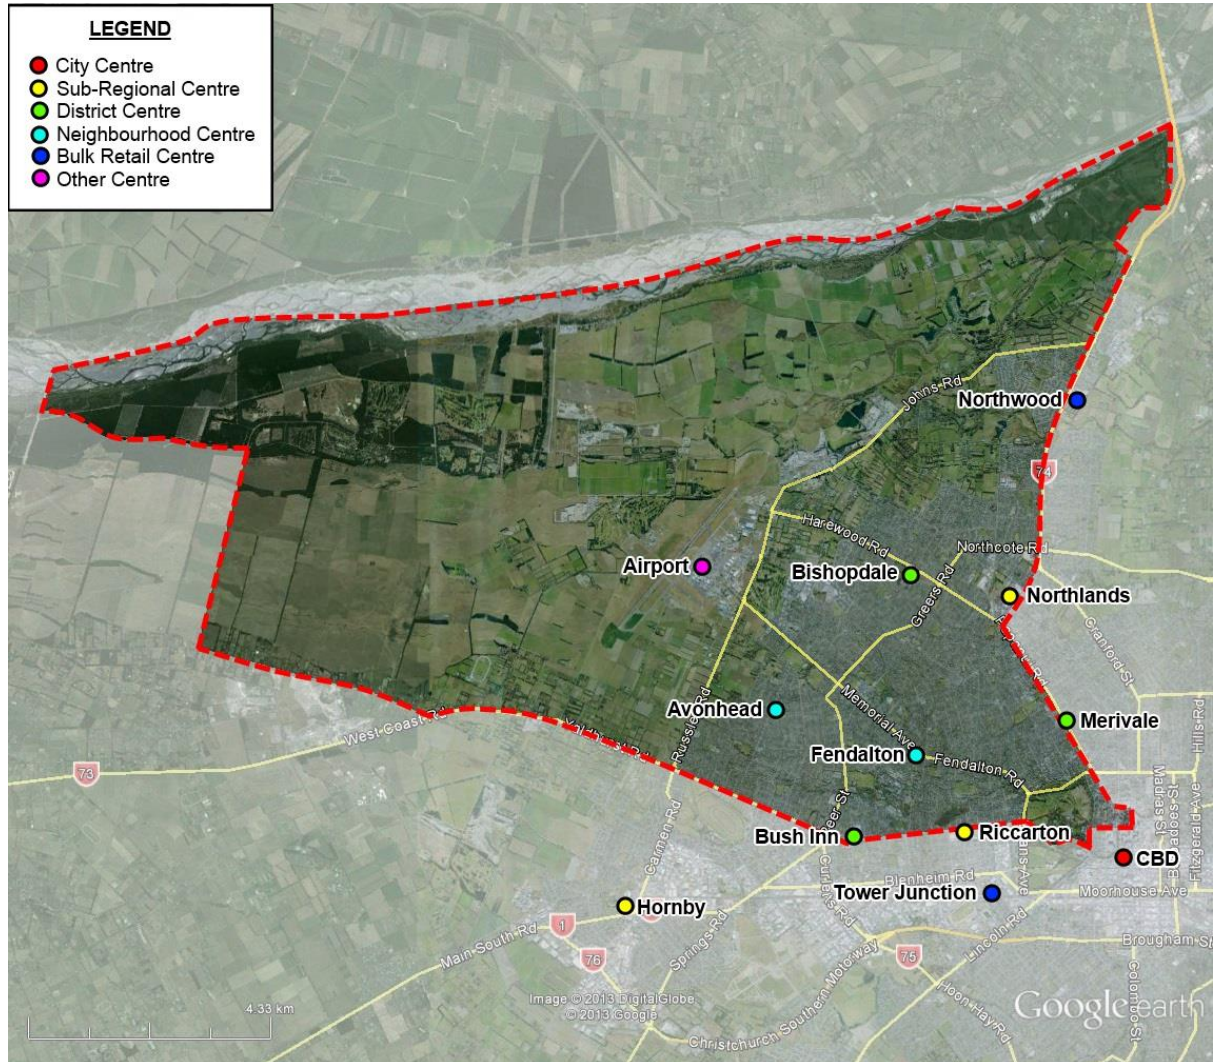 LEGEND
City Centre
Sub-Regional Centre
District Centre
Neighbourhood Centre
Bulk Retail Centre
Other Centre
Johns Rd
Northwood
74
Harewood Rd
Northcote Rd
Airport
Bishopdale
Greers Rd
Northlands
Cranford St
Avonhead
Memorial Ave
Merivale
Russley Rd
West Coast Rd
Hills Rd
Fendalton
Fendalton Rd
73
Madras St
Fitzgerald Ave
Carmen Rd
Bush Inn
Riccarton
CBD
Blenheim Rd
Tower Junction
Moorhouse Ave
Hornby
1
Main South Rd
Springs Rd
Lincoln Rd
Brougham St
76
75
Christchurch Southern Motorway
Hoon Hay Rd
Image © 2013 DigitalGlobe
© 2013 Google
Google earth
4.33 km